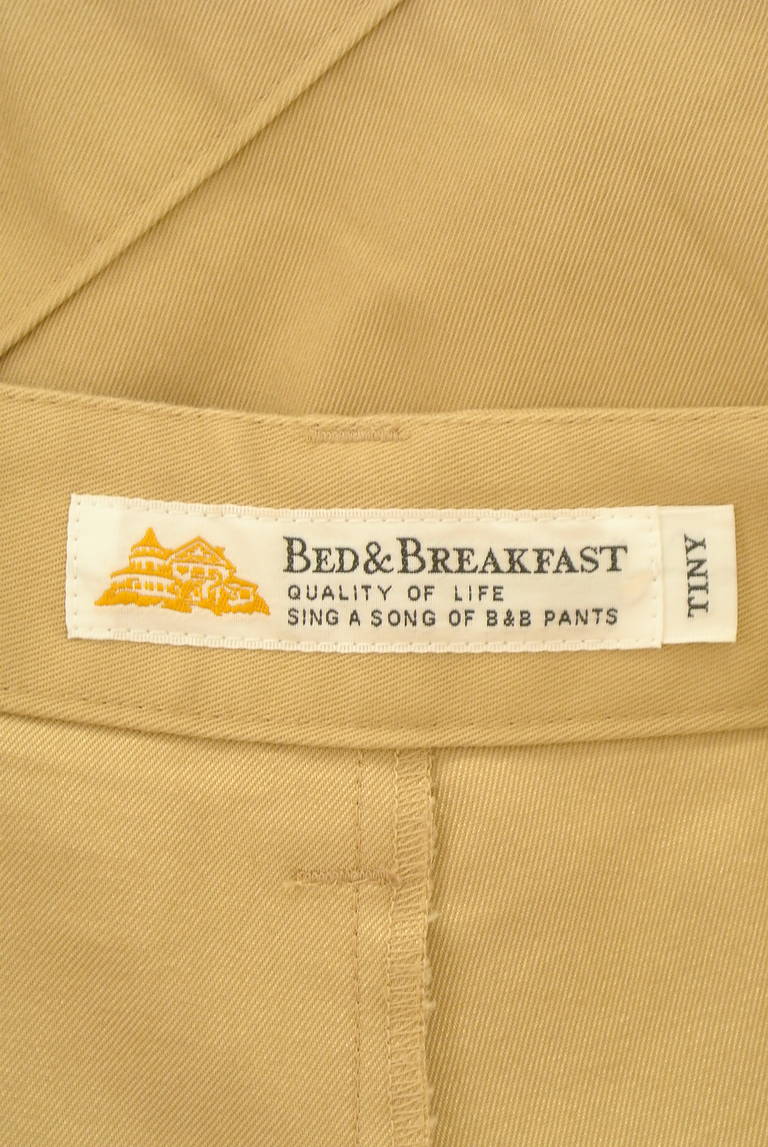 BED&BREAKFAST
QUALITY OF LIFE
SING A SONG OF B&B PANTS
TINY